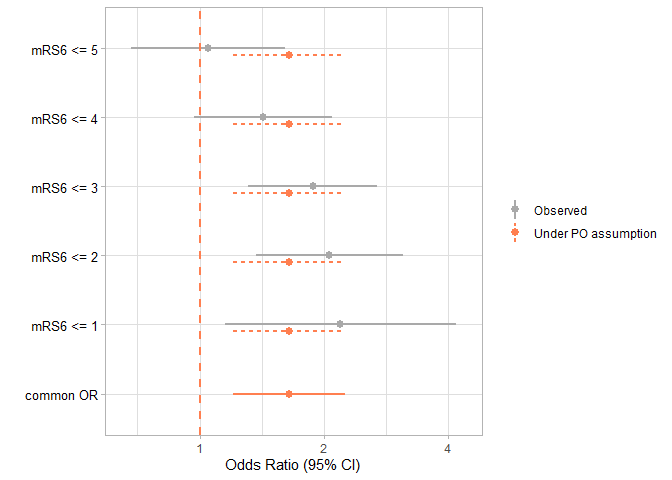 mRS6 <= 5
mRS6 <= 4
mRS6 <= 3
mRS6 <= 2
mRS6 <= 1
common OR
1
2
4
Odds Ratio (95% CI)
Observed
Under PO assumption